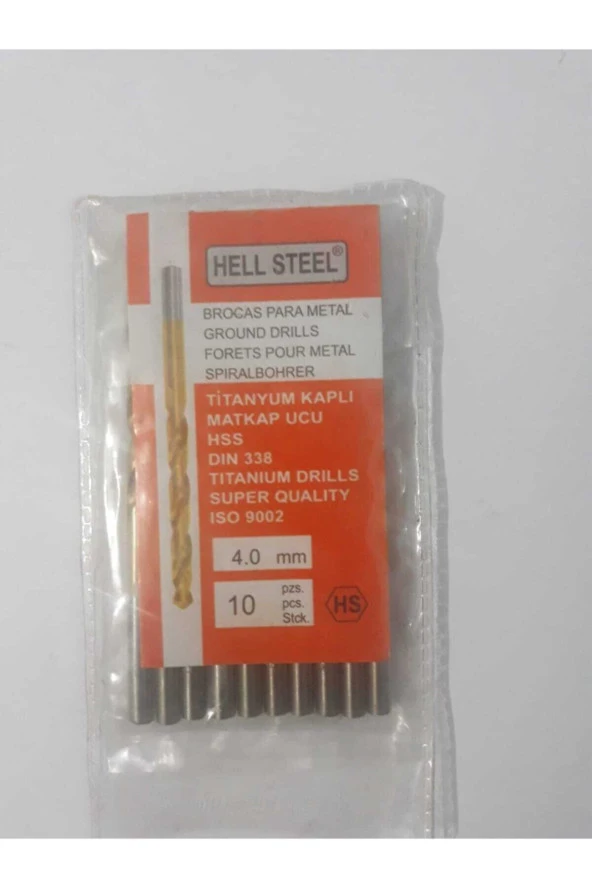 HELL STEEL®
BROCAS PARA METAL
GROUND DRILLS
FORETS POUR METAL
SPIRALBOHRER
TİTANYUM KAPLI
MATKAP UCU
HSS
DIN 338
TITANIUM DRILLS
SUPER QUALITY
ISO 9002
4.0 mm
10 pzs.
pcs.
Stck.
HS